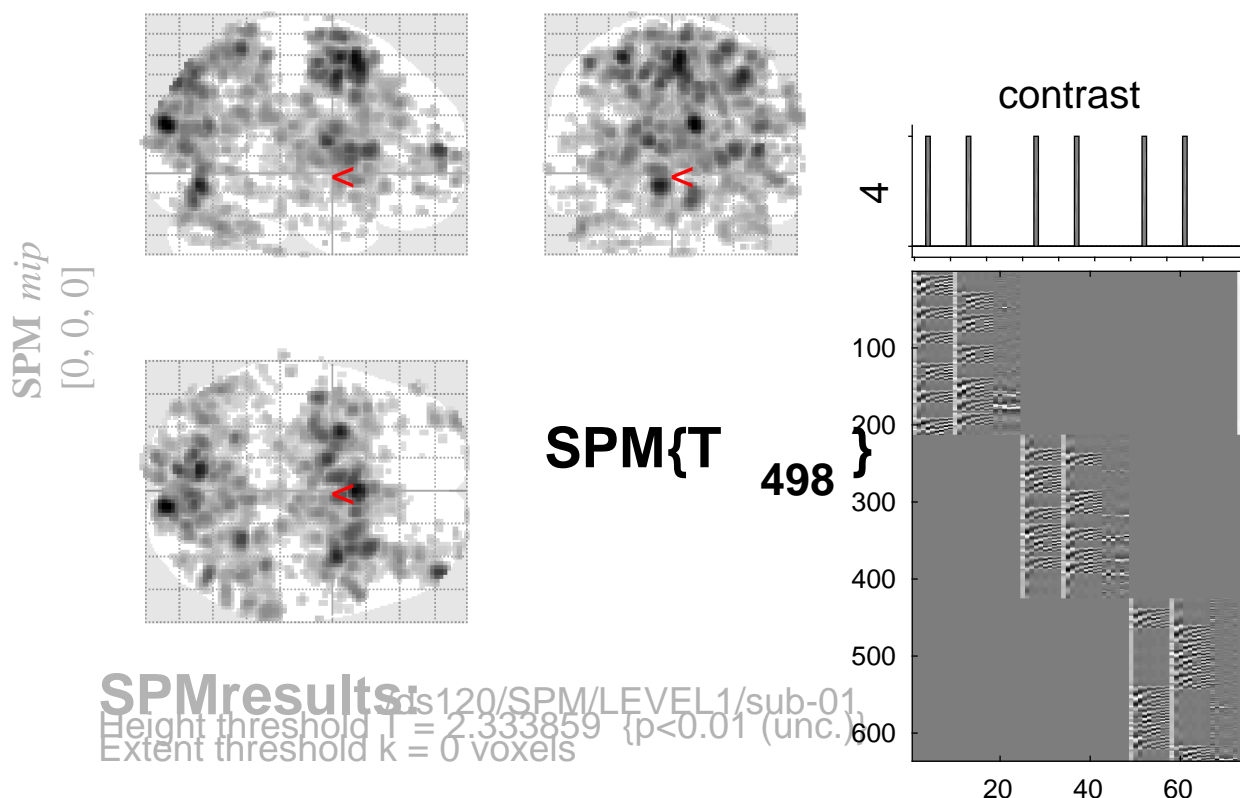 SPM mip
[0, 0, 0]
<
<
<
SPM{T 498 }
contrast
4
100
200
300
400
500
600
20 40 60
SPMresults: /ds120/SPM/LEVEL1/sub-01
Height threshold T = 2.333859 {p<0.01 (unc.)}
Extent threshold k = 0 voxels